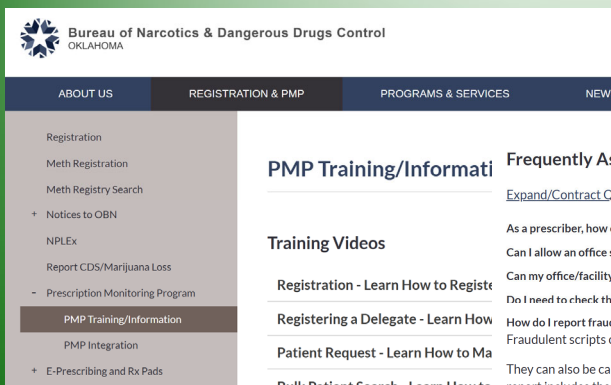 Bureau of Narcotics & Dangerous Drugs Control
OKLAHOMA
ABOUT US
REGISTRATION & PMP
PROGRAMS & SERVICES
NEW
Registration
Meth Registration
Meth Registry Search
+ Notices to OBN
NPLEx
Report CDS/Marijuana Loss
- Prescription Monitoring Program
PMP Training/Information
PMP Integration
+ E-Prescribing and Rx Pads
PMP Training/Informati
Training Videos
Registration - Learn How to Registe
Registering a Delegate - Learn How
Patient Request - Learn How to Ma
Frequently As
Expand/Contract Q
As a prescriber, how
Can I allow an office s
Can my office/facility
Do I need to check th
How do I report fraud
Fraudulent scripts
They can also be ca